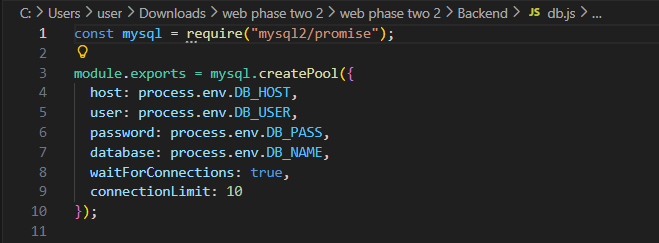 C: > Users > user > Downloads > web phase two 2 > web phase two 2 > Backend > JS db.js > ...
1 const mysql = require("mysql2/promise");
2
3 module.exports = mysql.createPool({
4   host: process.env.DB_HOST,
5   user: process.env.DB_USER,
6   password: process.env.DB_PASS,
7   database: process.env.DB_NAME,
8   waitForConnections: true,
9   connectionLimit: 10
10 });
11